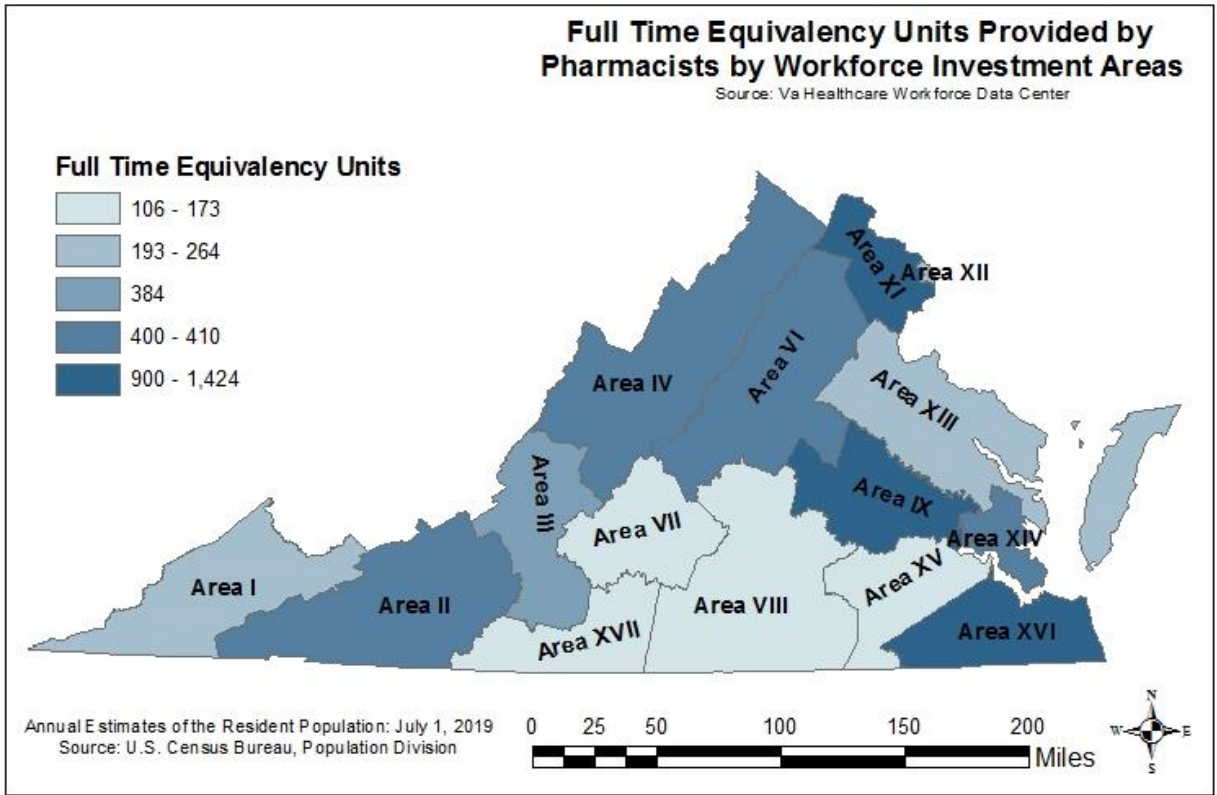 Full Time Equivalency Units Provided by
Pharmacists by Workforce Investment Areas
Source: Va Healthcare Workforce Data Center
Full Time Equivalency Units
106 - 173
193 - 264
384
400 - 410
900 - 1,424
Area XI
Area XII
Area IV
Area VI
Area XIII
Area III
Area IX
Area VII
Area XIV
Area I
Area II
Area VIII
Area XV
Area XVII
Area XVI
Annual Estimates of the Resident Population: July 1, 2019
Source: U.S. Census Bureau, Population Division
0 25 50 100 150 200
Miles
N
W E
S